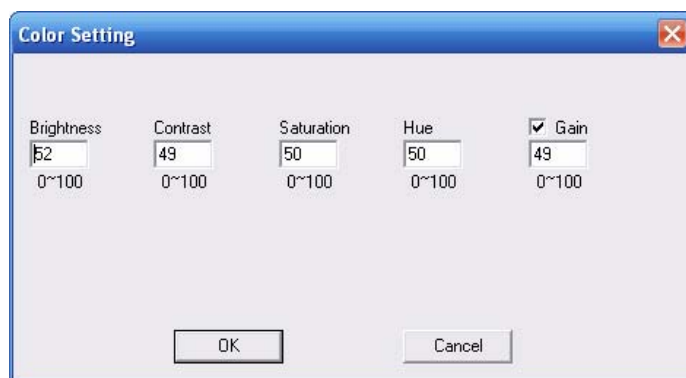 Color Setting
Brightness Contrast Saturation Hue Gain
52 49 50 50 49
0~100 0~100 0~100 0~100 0~100
OK Cancel